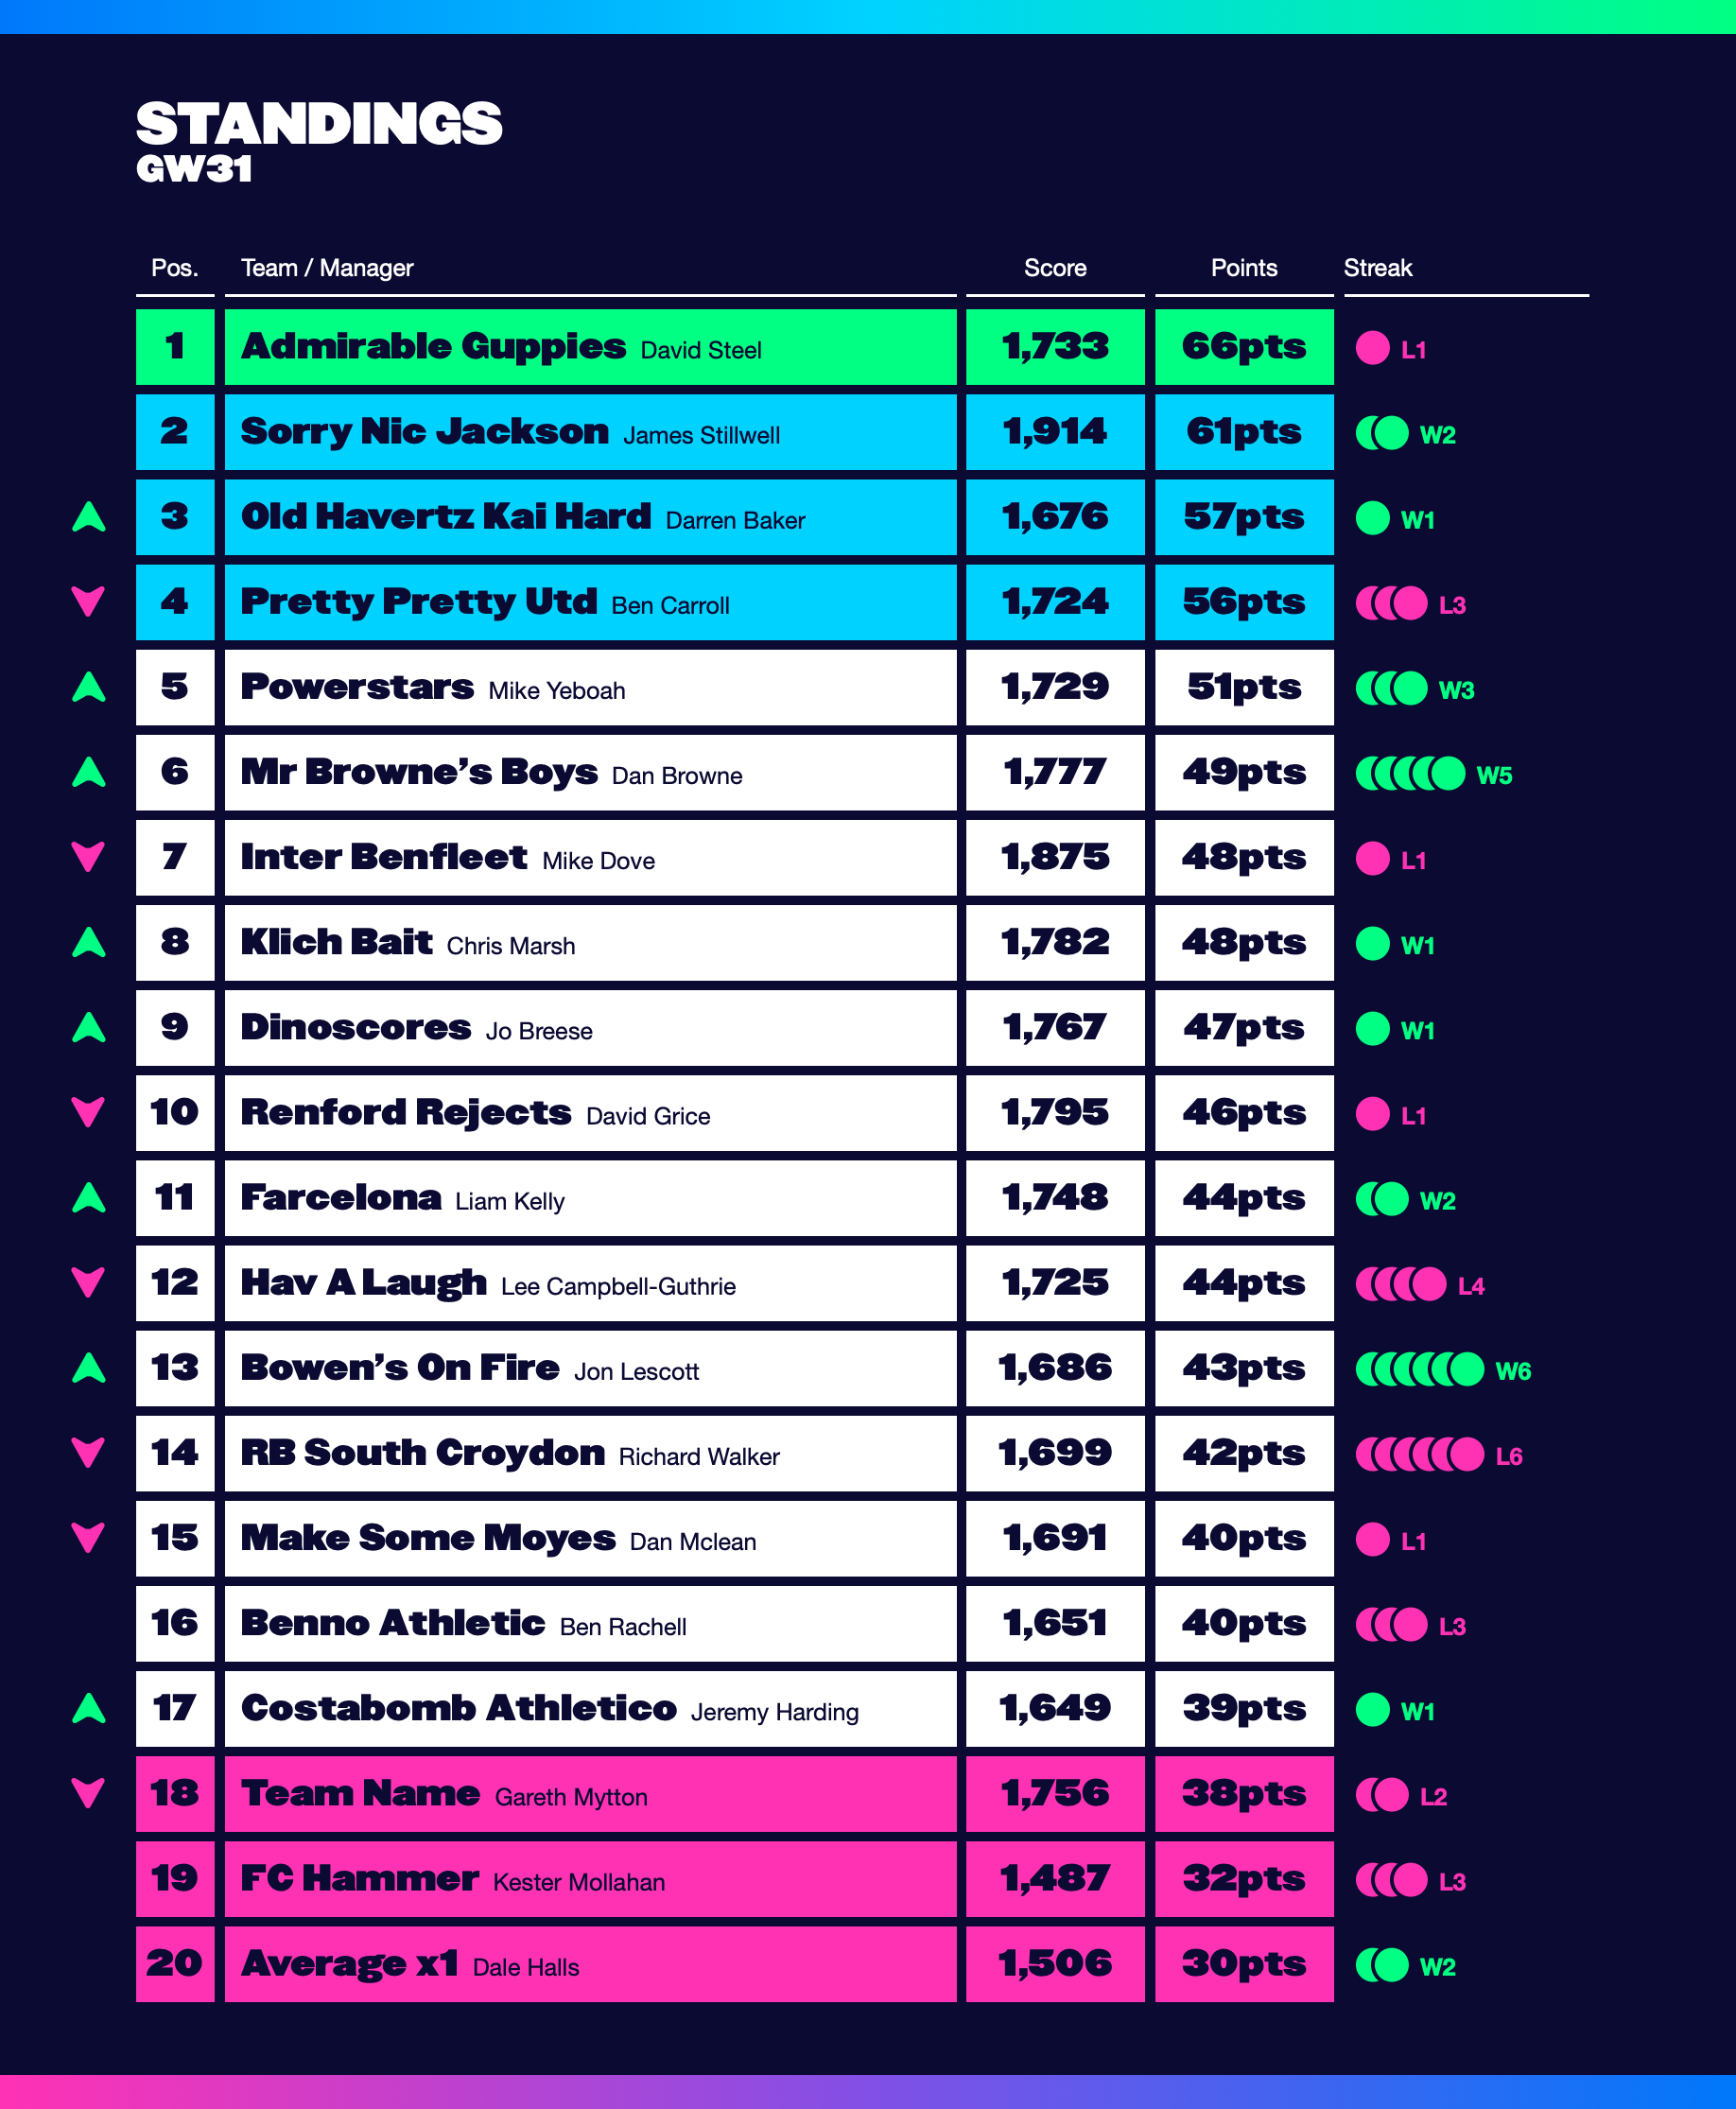 STANDINGS
GW31
Pos. Team / Manager Score Points Streak
1 Admirable Guppies David Steel 1,733 66pts L1
2 Sorry Nic Jackson James Stillwell 1,914 61pts W2
3 Old Havertz Kai Hard Darren Baker 1,676 57pts W1
4 Pretty Pretty Utd Ben Carroll 1,724 56pts L3
5 Powerstars Mike Yeboah 1,729 51pts W3
6 Mr Browne’s Boys Dan Browne 1,777 49pts W5
7 Inter Benfleet Mike Dove 1,875 48pts L1
8 Klich Bait Chris Marsh 1,782 48pts W1
9 Dinoscores Jo Breese 1,767 47pts W1
10 Renford Rejects David Grice 1,795 46pts L1
11 Farcelona Liam Kelly 1,748 44pts W2
12 Hav A Laugh Lee Campbell-Guthrie 1,725 44pts L4
13 Bowen’s On Fire Jon Lescott 1,686 43pts W6
14 RB South Croydon Richard Walker 1,699 42pts L6
15 Make Some Moyes Dan Mclean 1,691 40pts L1
16 Benno Athletic Ben Rachell 1,651 40pts L3
17 Costabomb Athletico Jeremy Harding 1,649 39pts W1
18 Team Name Gareth Mytton 1,756 38pts L2
19 FC Hammer Kester Mollahan 1,487 32pts L3
20 Average x1 Dale Halls 1,506 30pts W2